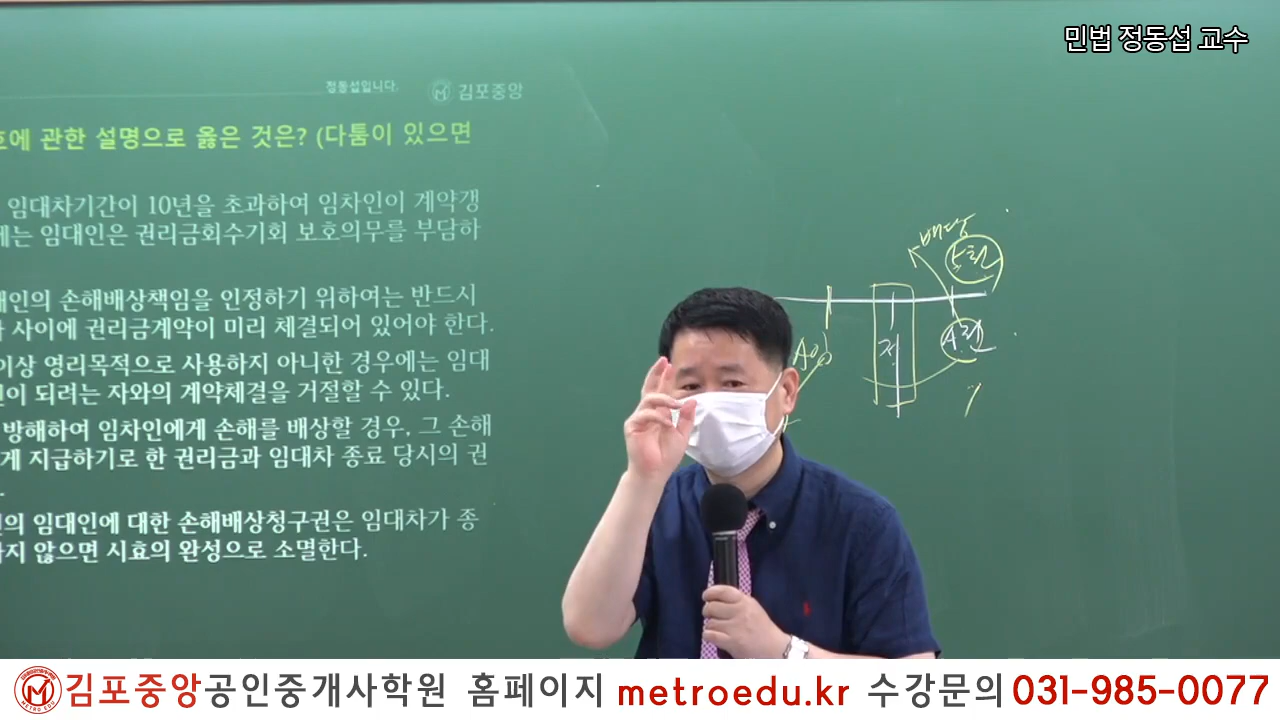 민법 정동섭 교수
정동섭입니다.
김포중앙
호에 관한 설명으로 옳은 것은? (다툼이 있으면
임대차기간이 10년을 초과하여 임차인이 계약갱
에는 임대인은 권리금회수기회 보호의무를 부담하
대인의 손해배상책임을 인정하기 위하여는 반드시
사이에 권리금계약이 미리 체결되어 있어야 한다.
이상 영리목적으로 사용하지 아니한 경우에는 임대
인이 되려는 자와의 계약체결을 거절할 수 있다.
방해하여 임차인에게 손해를 배상할 경우, 그 손해
게 지급하기로 한 권리금과 임대차 종료 당시의 권
인의 임대인에 대한 손해배상청구권은 임대차가 종
하지 않으면 시효의 완성으로 소멸한다.
배당
5천
저
4천
김포중앙공인중개사학원 홈페이지 metroedu.kr 수강문의 031-985-0077
METRO EDU